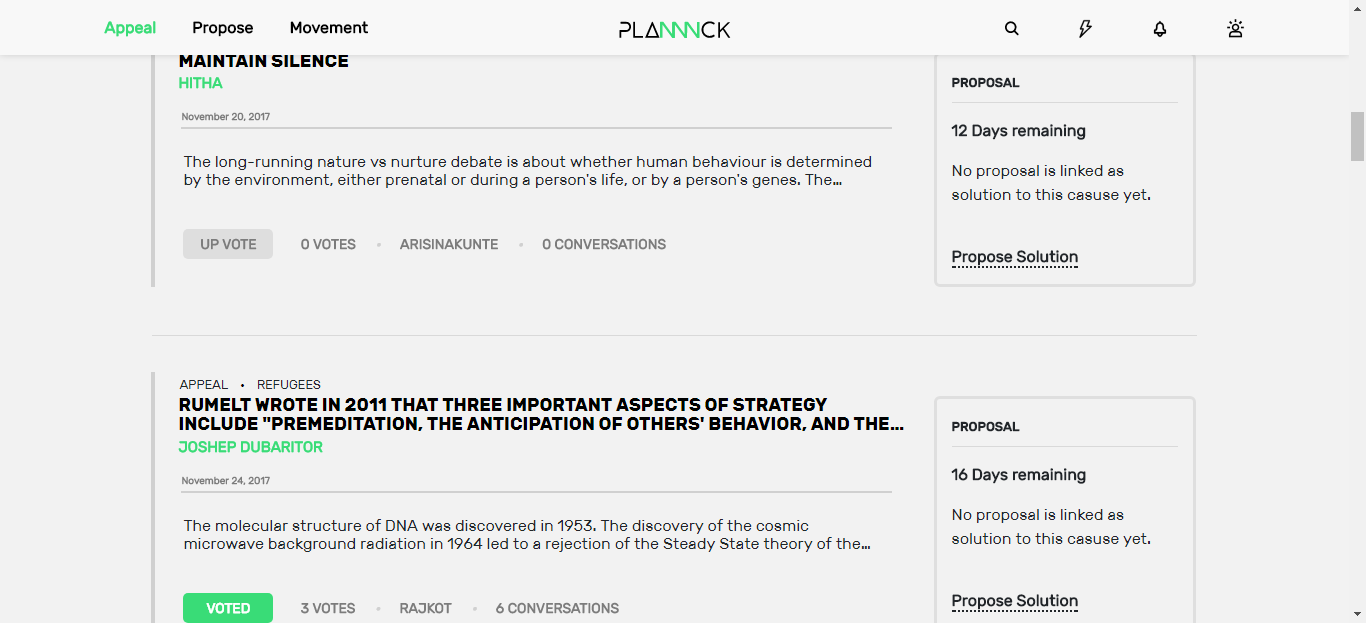 Appeal Propose Movement PLANNNCK
MAINTAIN SILENCE
HITHA
November 20, 2017
The long-running nature vs nurture debate is about whether human behaviour is determined
by the environment, either prenatal or during a person's life, or by a person's genes. The...
UP VOTE 0 VOTES • ARISINAKUNTE • 0 CONVERSATIONS
PROPOSAL
12 Days remaining
No proposal is linked as
solution to this casuse yet.
Propose Solution
APPEAL • REFUGEES
RUMELT WROTE IN 2011 THAT THREE IMPORTANT ASPECTS OF STRATEGY
INCLUDE "PREMEDITATION, THE ANTICIPATION OF OTHERS' BEHAVIOR, AND THE...
JOSHEP DUBARITOR
November 24, 2017
The molecular structure of DNA was discovered in 1953. The discovery of the cosmic
microwave background radiation in 1964 led to a rejection of the Steady State theory of the...
VOTED 3 VOTES • RAJKOT • 6 CONVERSATIONS
PROPOSAL
16 Days remaining
No proposal is linked as
solution to this casuse yet.
Propose Solution